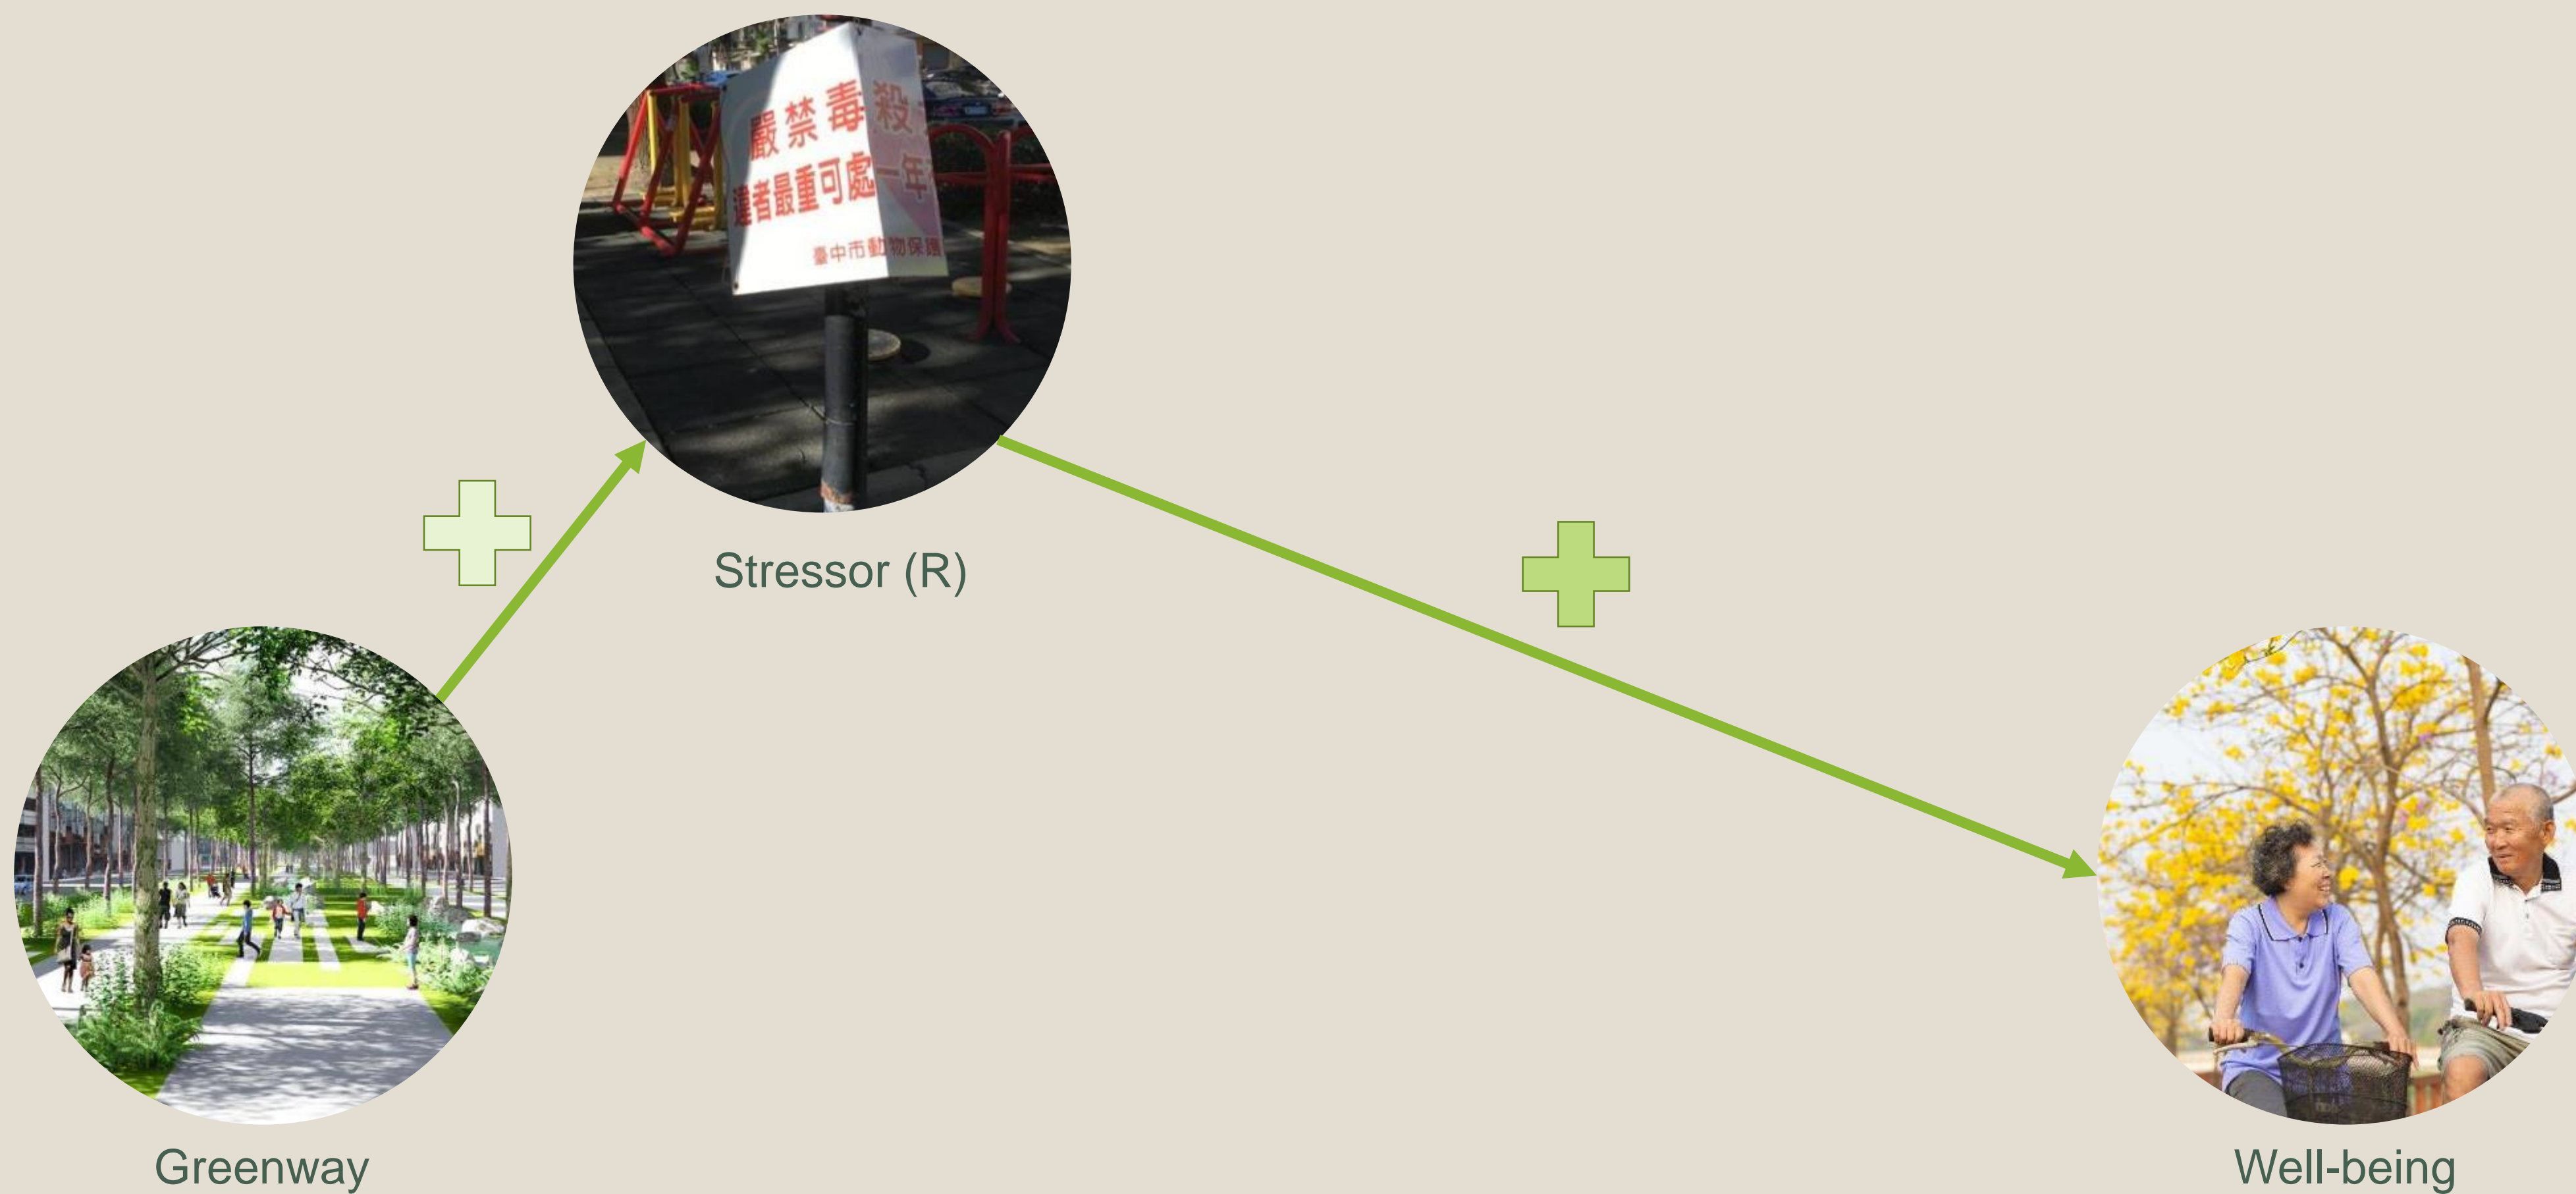 嚴禁毒殺
違者最重可處一年
臺中市動物保護
Stressor (R)
Greenway
Well-being